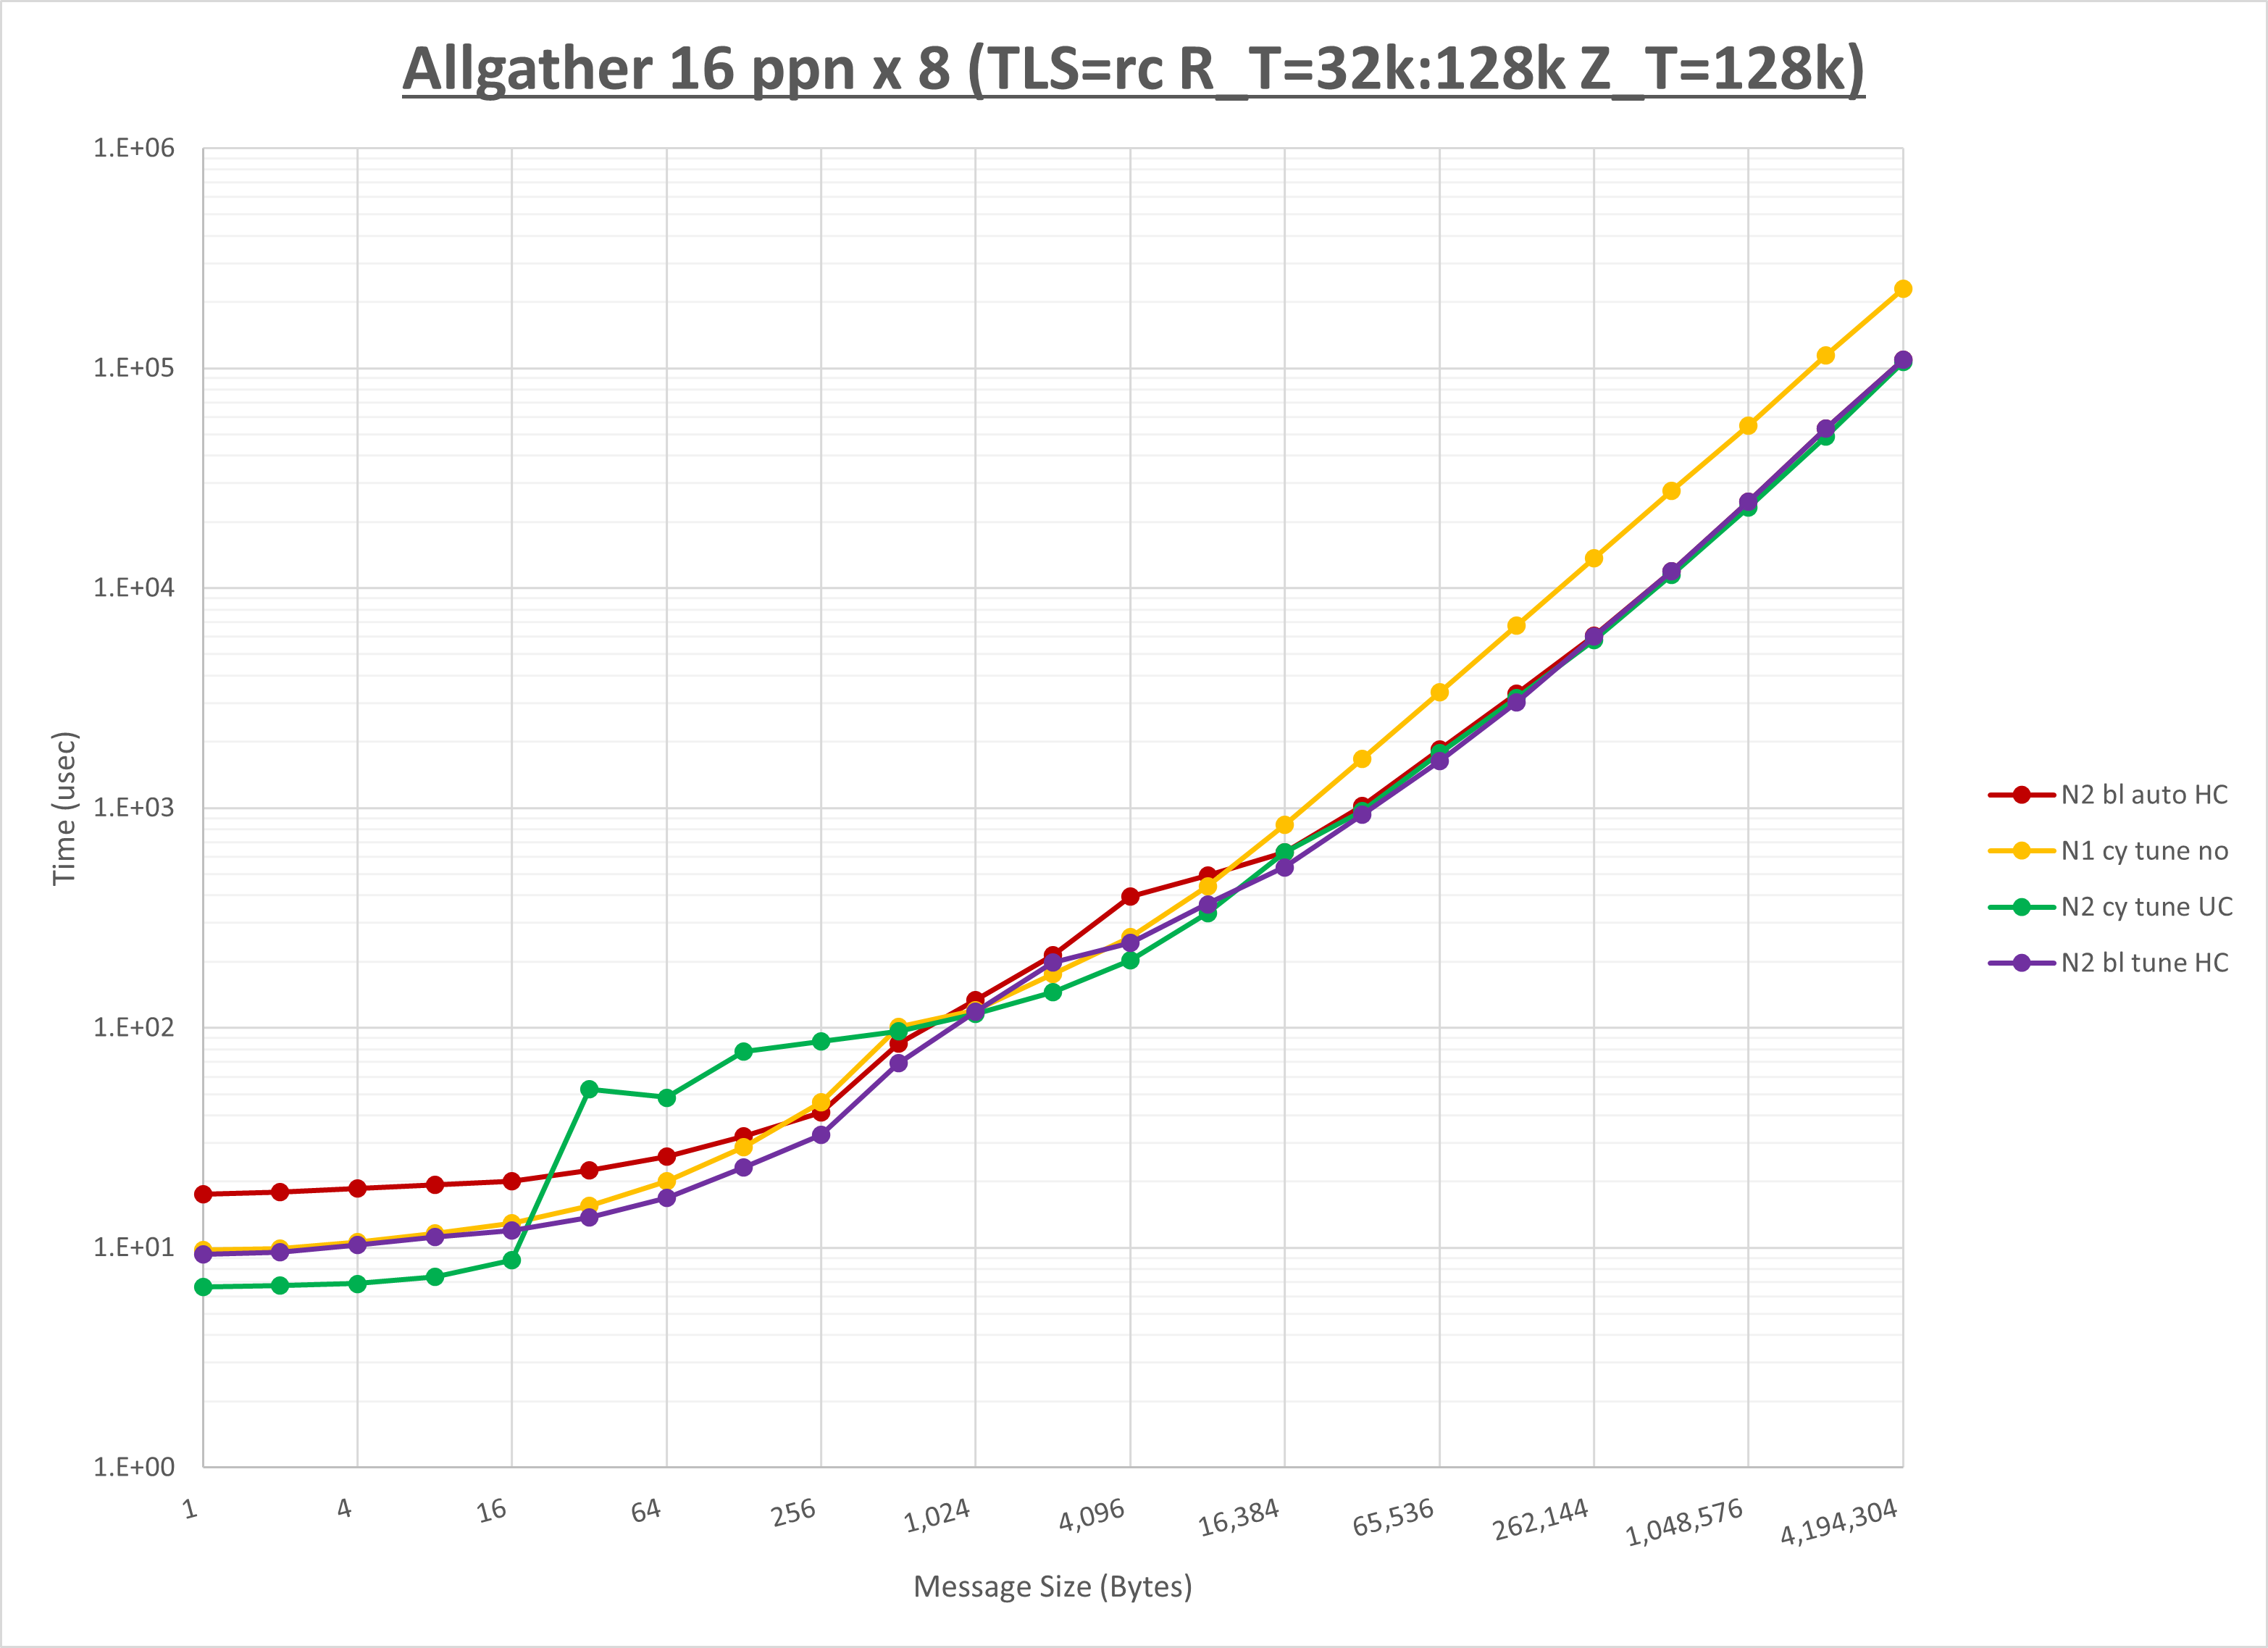 Allgather 16 ppn x 8 (TLS=rc R_T=32k:128k Z_T=128k)
1.E+06
1.E+05
1.E+04
1.E+03
1.E+02
1.E+01
1.E+00
Time (usec)
1 4 16 64 256 1,024 4,096 16,384 65,536 262,144 1,048,576 4,194,304
Message Size (Bytes)
N2 bl auto HC
N1 cy tune no
N2 cy tune UC
N2 bl tune HC